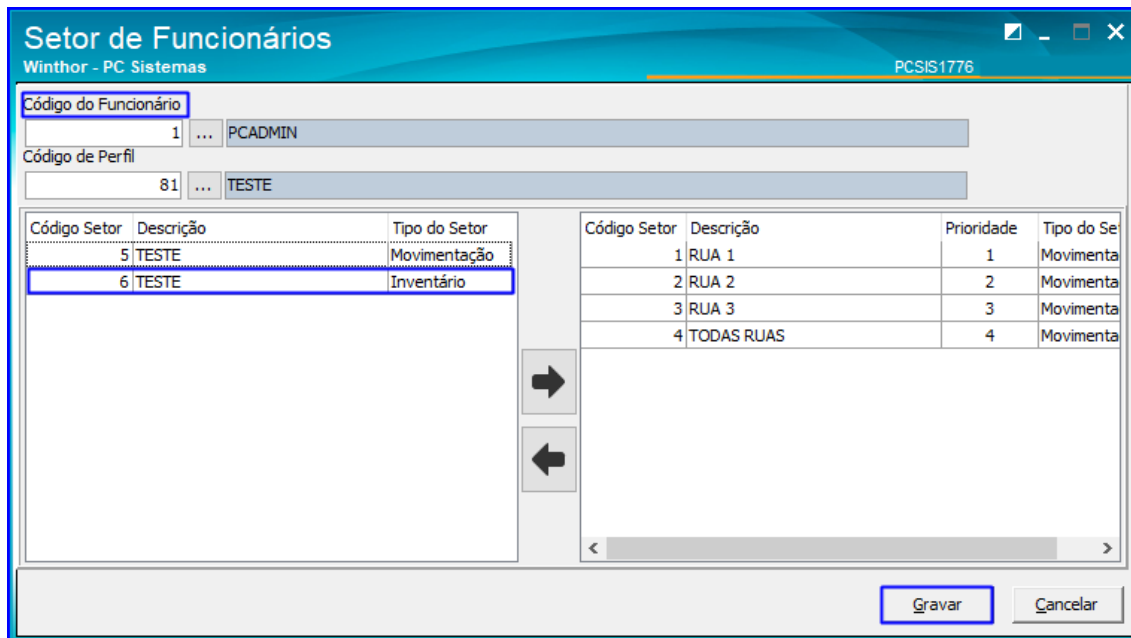 Setor de Funcionários
Winthor - PC Sistemas PCSIS1776
Código do Funcionário
1 ... PCADMIN
Código de Perfil
81 ... TESTE
Código Setor Descrição Tipo do Setor
5 TESTE Movimentação
6 TESTE Inventário
Código Setor Descrição Prioridade Tipo do Se
1 RUA 1 1 Movimenta
2 RUA 2 2 Movimenta
3 RUA 3 3 Movimenta
4 TODAS RUAS 4 Movimenta
Gravar Cancelar